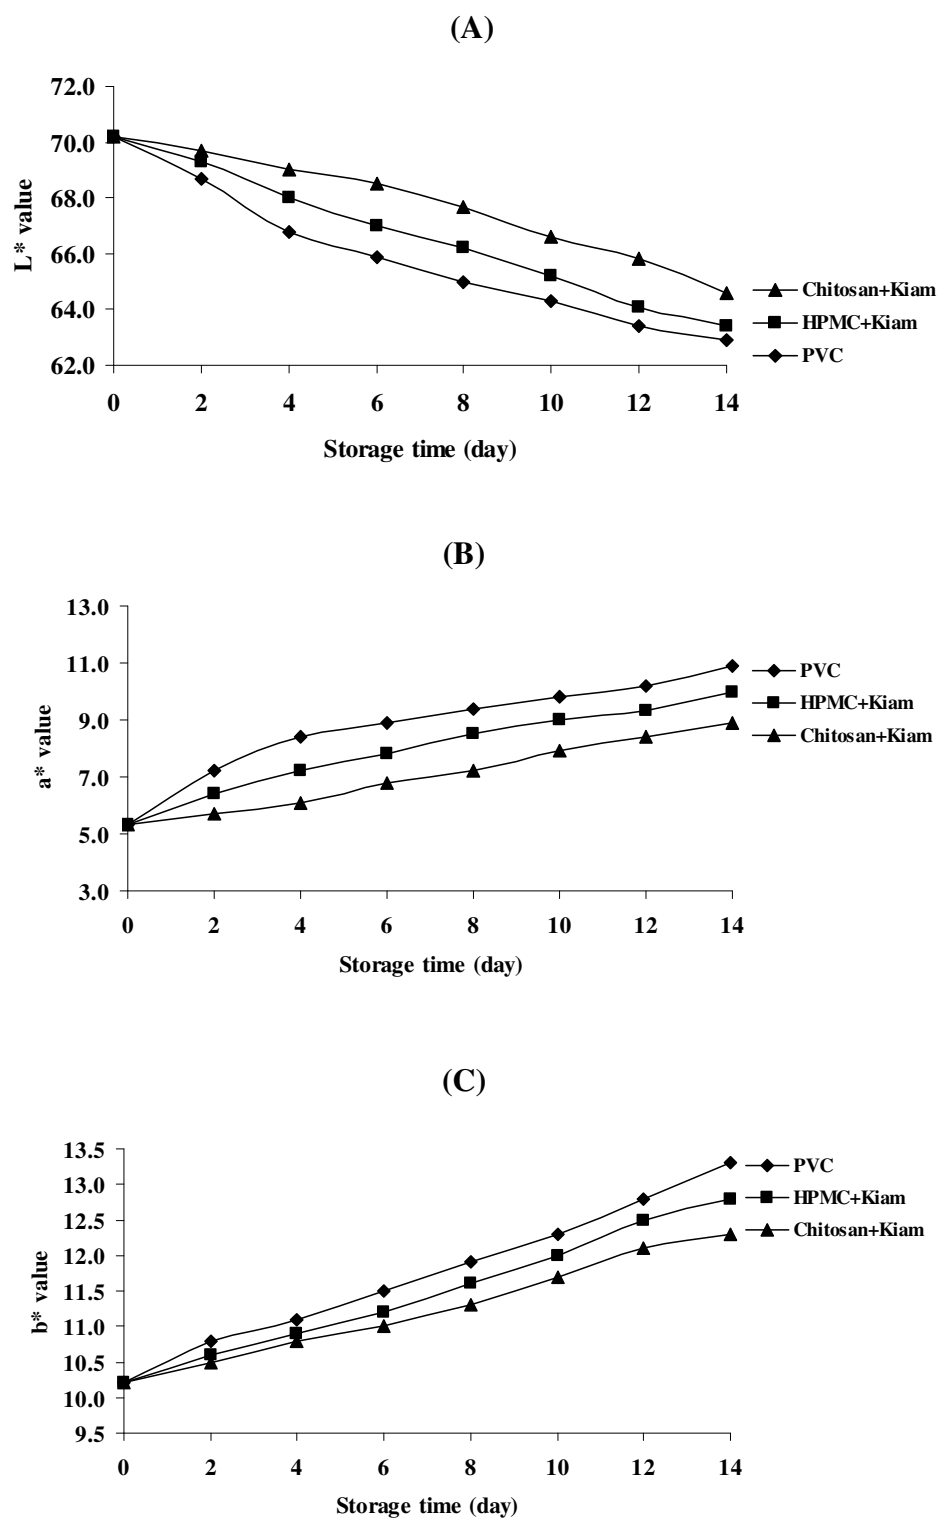 (A)
72.0
70.0
68.0
66.0
64.0
62.0
L* value
0 2 4 6 8 10 12 14
Storage time (day)
Chitosan+Kiam
HPMC+Kiam
PVC
(B)
13.0
11.0
9.0
7.0
5.0
3.0
a* value
0 2 4 6 8 10 12 14
Storage time (day)
PVC
HPMC+Kiam
Chitosan+Kiam
(C)
13.5
13.0
12.5
12.0
11.5
11.0
10.5
10.0
9.5
b* value
0 2 4 6 8 10 12 14
Storage time (day)
PVC
HPMC+Kiam
Chitosan+Kiam